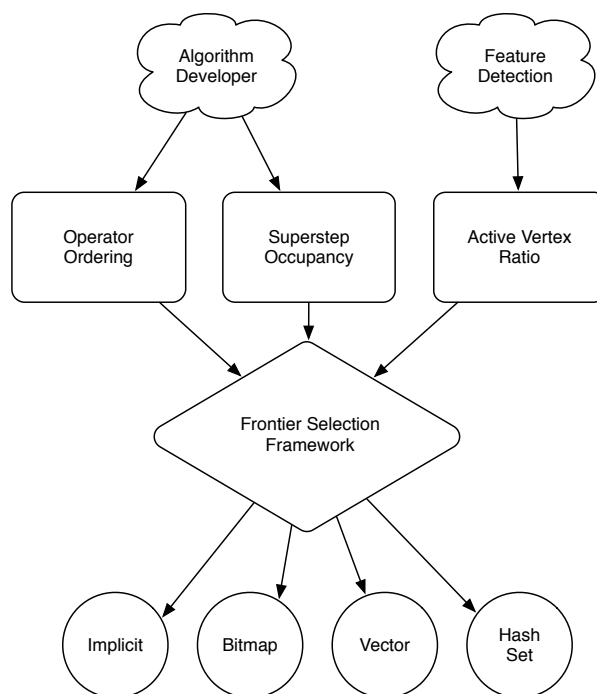 Algorithm
Developer
Feature
Detection
Operator
Ordering
Superstep
Occupancy
Active Vertex
Ratio
Frontier Selection
Framework
Implicit
Bitmap
Vector
Hash
Set